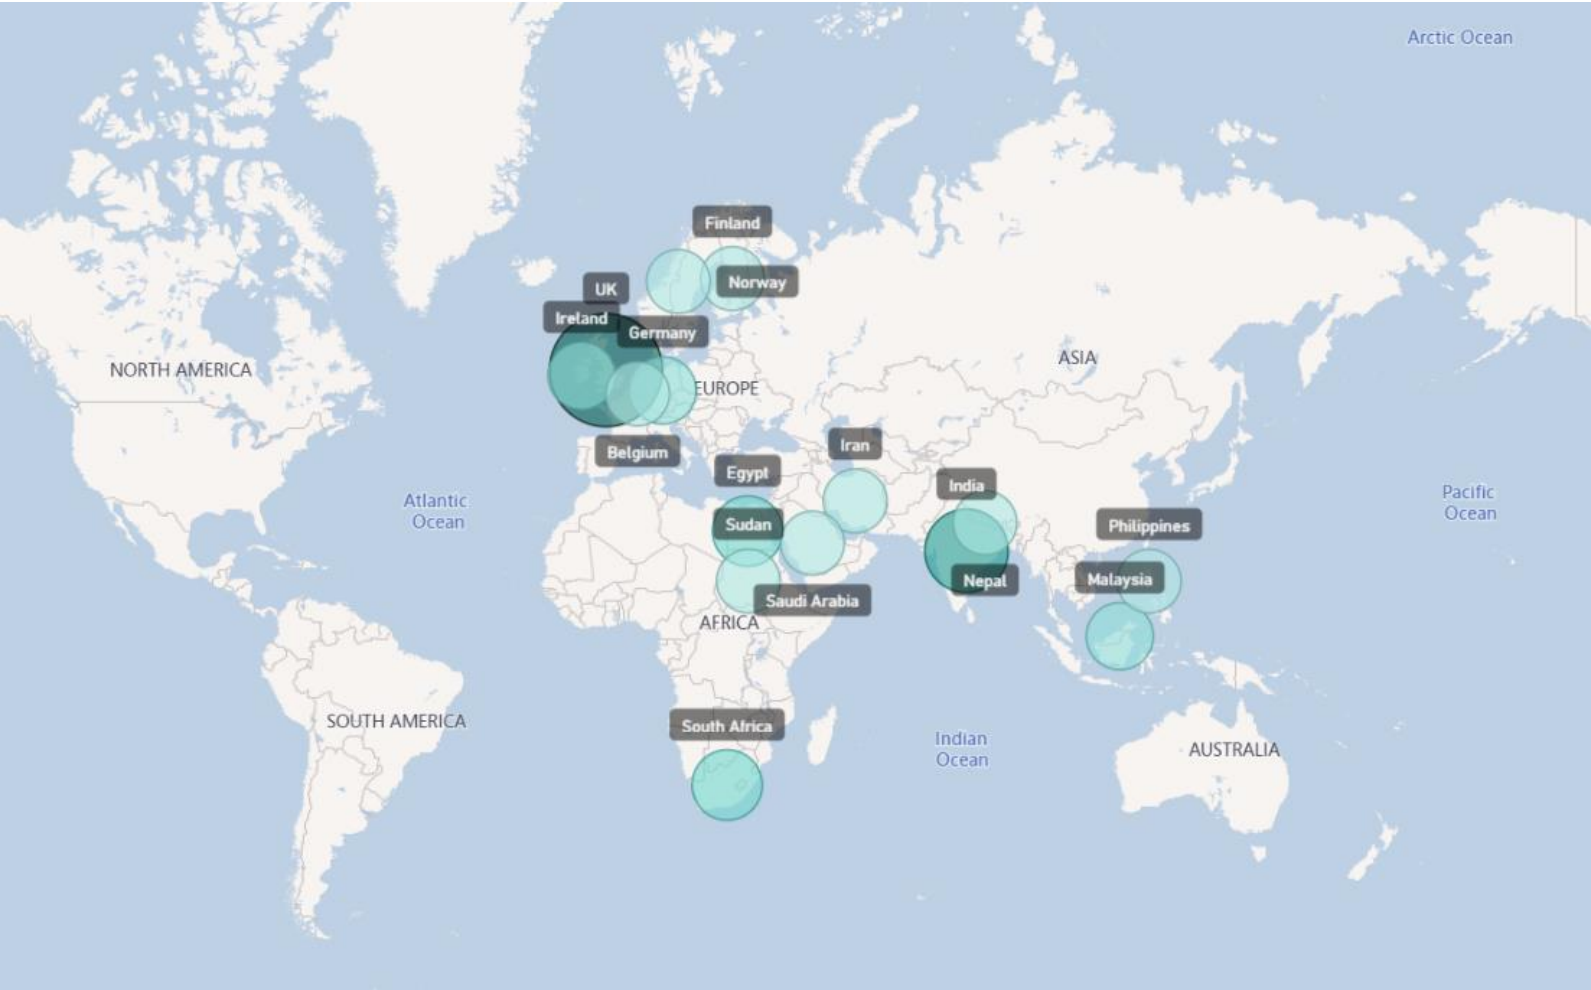 Arctic Ocean
Finland
Norway
UK
Ireland
Germany
NORTH AMERICA
EUROPE
ASIA
Belgium
Iran
Egypt
India
Atlantic
Ocean
Pacific
Ocean
Sudan
Philippines
Nepal
Malaysia
Saudi Arabia
AFRICA
SOUTH AMERICA
South Africa
Indian
Ocean
AUSTRALIA